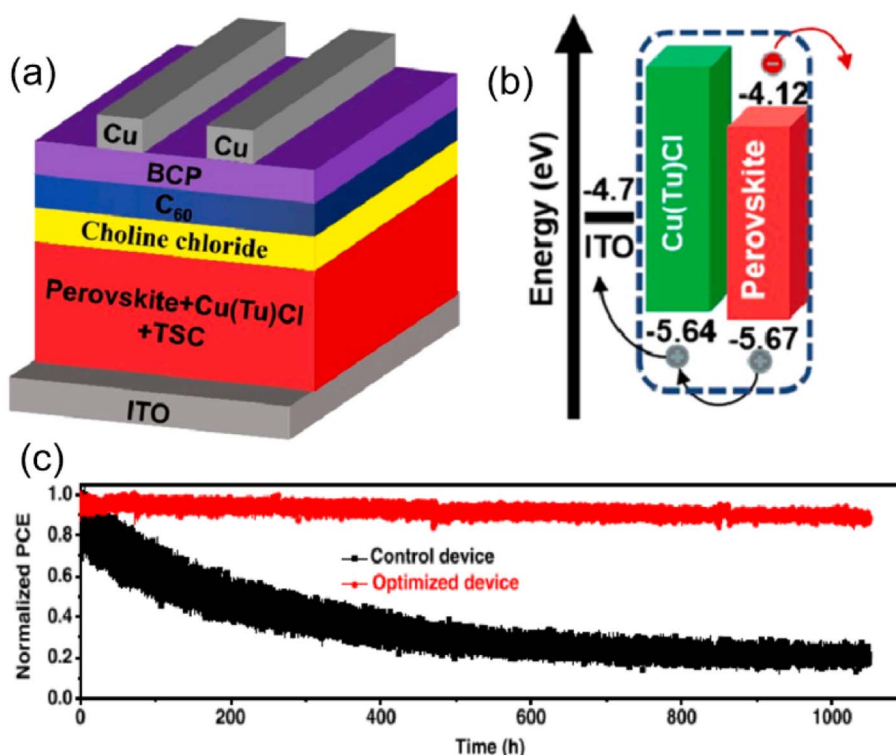 (a)
Cu
Cu
BCP
C60
Choline chloride
Perovskite+Cu(Tu)Cl
+TSC
ITO
(b)
Energy (eV)
-4.7
ITO
Cu(Tu)Cl
-5.64
−
-4.12
Perovskite
-5.67
+
+
(c)
Normalized PCE
1.0
0.8
0.6
0.4
0.2
0.0
Control device
Optimized device
0
200
400
600
800
1000
Time (h)